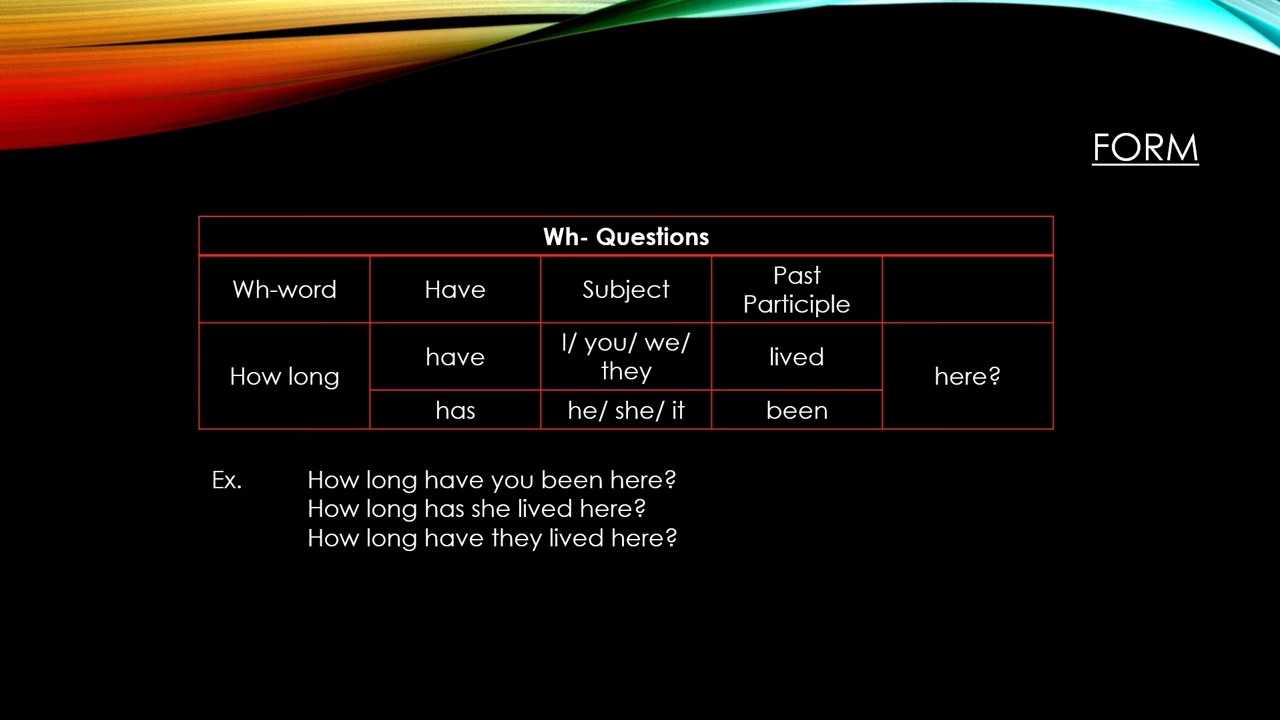 FORM
Wh- Questions
Wh-word Have Subject Past Participle
How long have I/ you/ we/ they lived here?
has he/ she/ it been
Ex. How long have you been here?
How long has she lived here?
How long have they lived here?